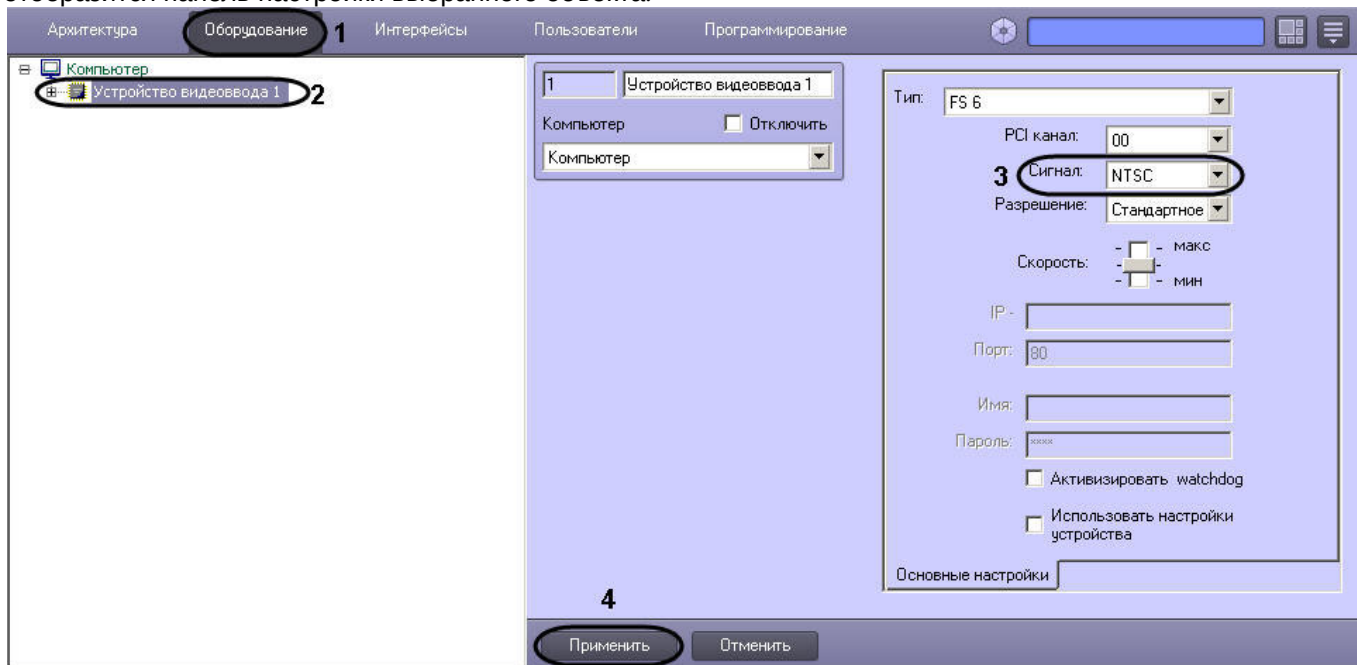 отобразится панель настройки выбранного объекта.
Архитектура Оборудование 1 Интерфейсы Пользователи Программирование
Компьютер
Устройство видеоввода 1 2
1 Устройство видеоввода 1
Компьютер Отключить
Компьютер
Тип: FS 6
PCI канал: 00
3 Сигнал: NTSC
Разрешение: Стандартное
- - макс
Скорость: - -
- - мин
IP -
Порт: 80
Имя:
Пароль: ××××
Активизировать watchdog
Использовать настройки
устройства
Основные настройки
4
Применить Отменить